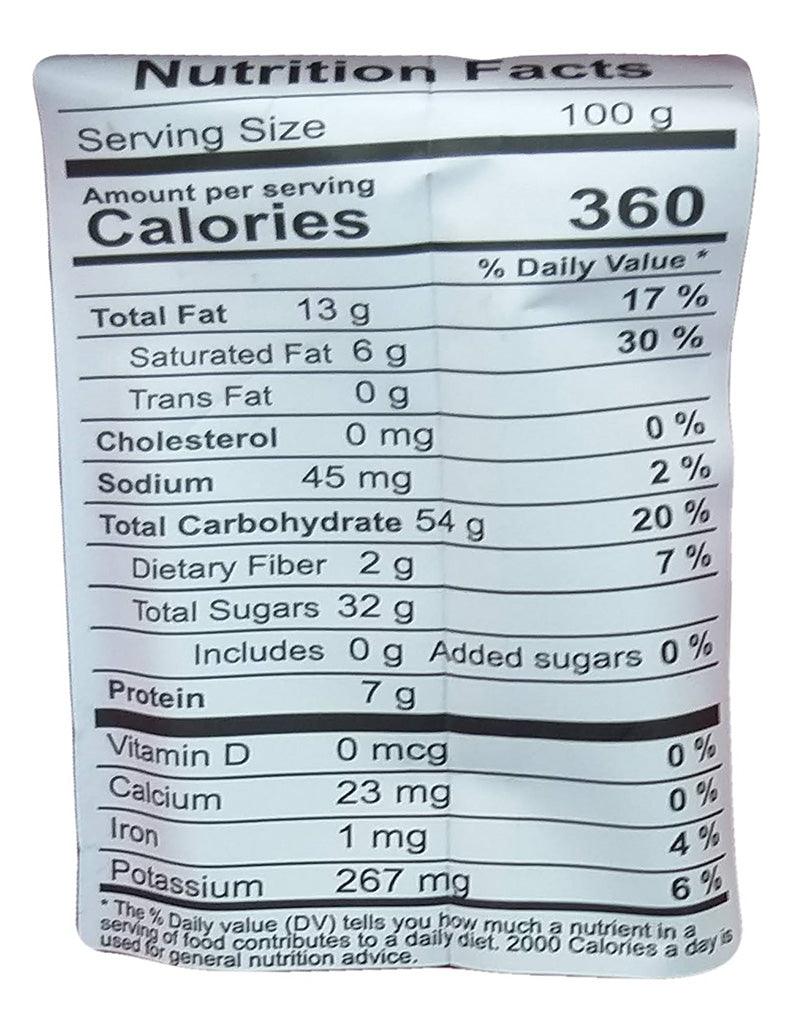 Nutrition Facts
Serving Size 100 g
Amount per serving
Calories 360
% Daily Value *
Total Fat 13 g 17 %
Saturated Fat 6 g 30 %
Trans Fat 0 g
Cholesterol 0 mg 0 %
Sodium 45 mg 2 %
Total Carbohydrate 54 g 20 %
Dietary Fiber 2 g 7 %
Total Sugars 32 g
Includes 0 g Added sugars 0 %
Protein 7 g
Vitamin D 0 mcg 0 %
Calcium 23 mg 0 %
Iron 1 mg 4 %
Potassium 267 mg 6 %
* The % Daily value (DV) tells you how much a nutrient in a
serving of food contributes to a daily diet. 2000 Calories a day is
used for general nutrition advice.